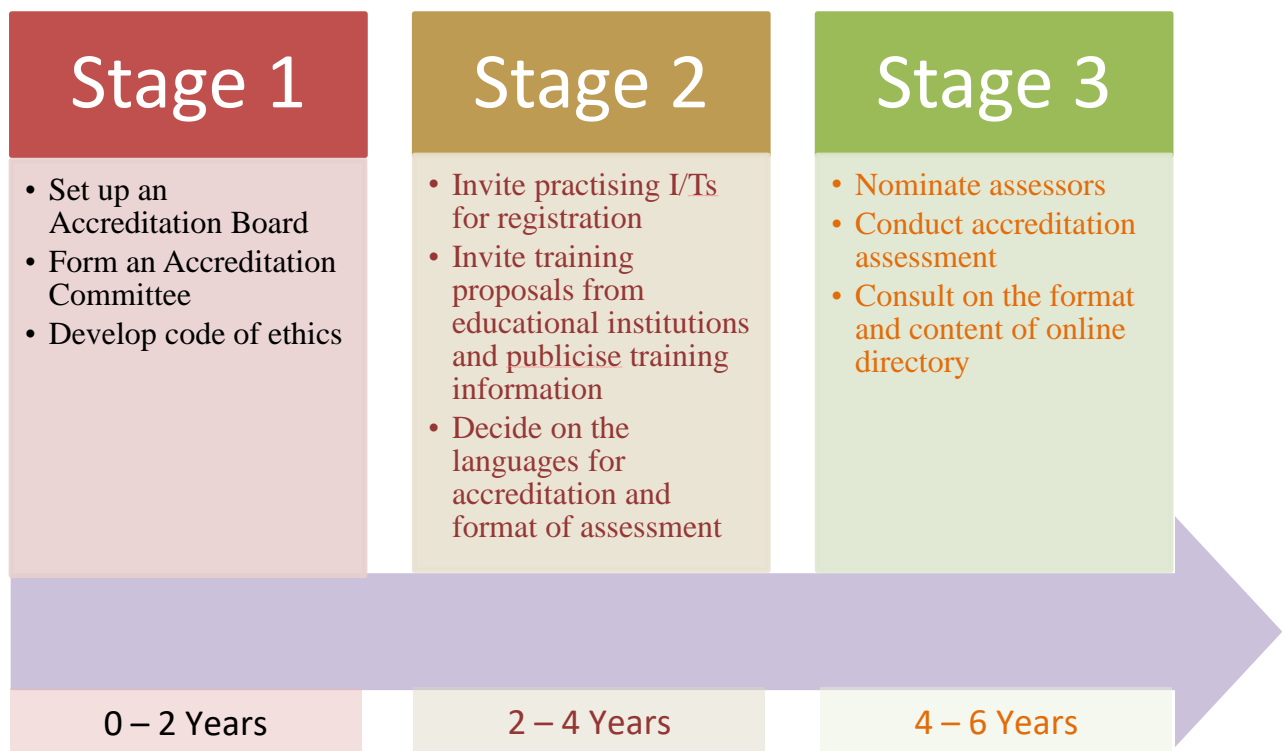 Stage 1
• Set up an
Accreditation Board
• Form an Accreditation
Committee
• Develop code of ethics
Stage 2
• Invite practising I/Ts
for registration
• Invite training
proposals from
educational institutions
and publicise training
information
• Decide on the
languages for
accreditation and
format of assessment
Stage 3
• Nominate assessors
• Conduct accreditation
assessment
• Consult on the format
and content of online
directory
0 – 2 Years
2 – 4 Years
4 – 6 Years